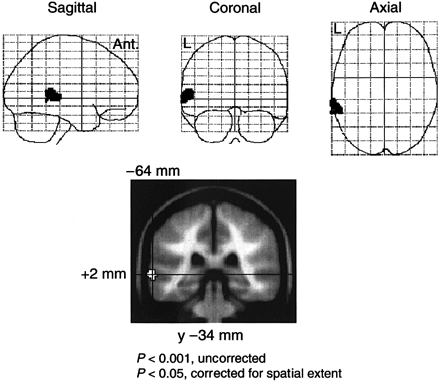 Sagittal Coronal Axial
Ant. L L
−64 mm
+2 mm
y −34 mm
P < 0.001, uncorrected
P < 0.05, corrected for spatial extent